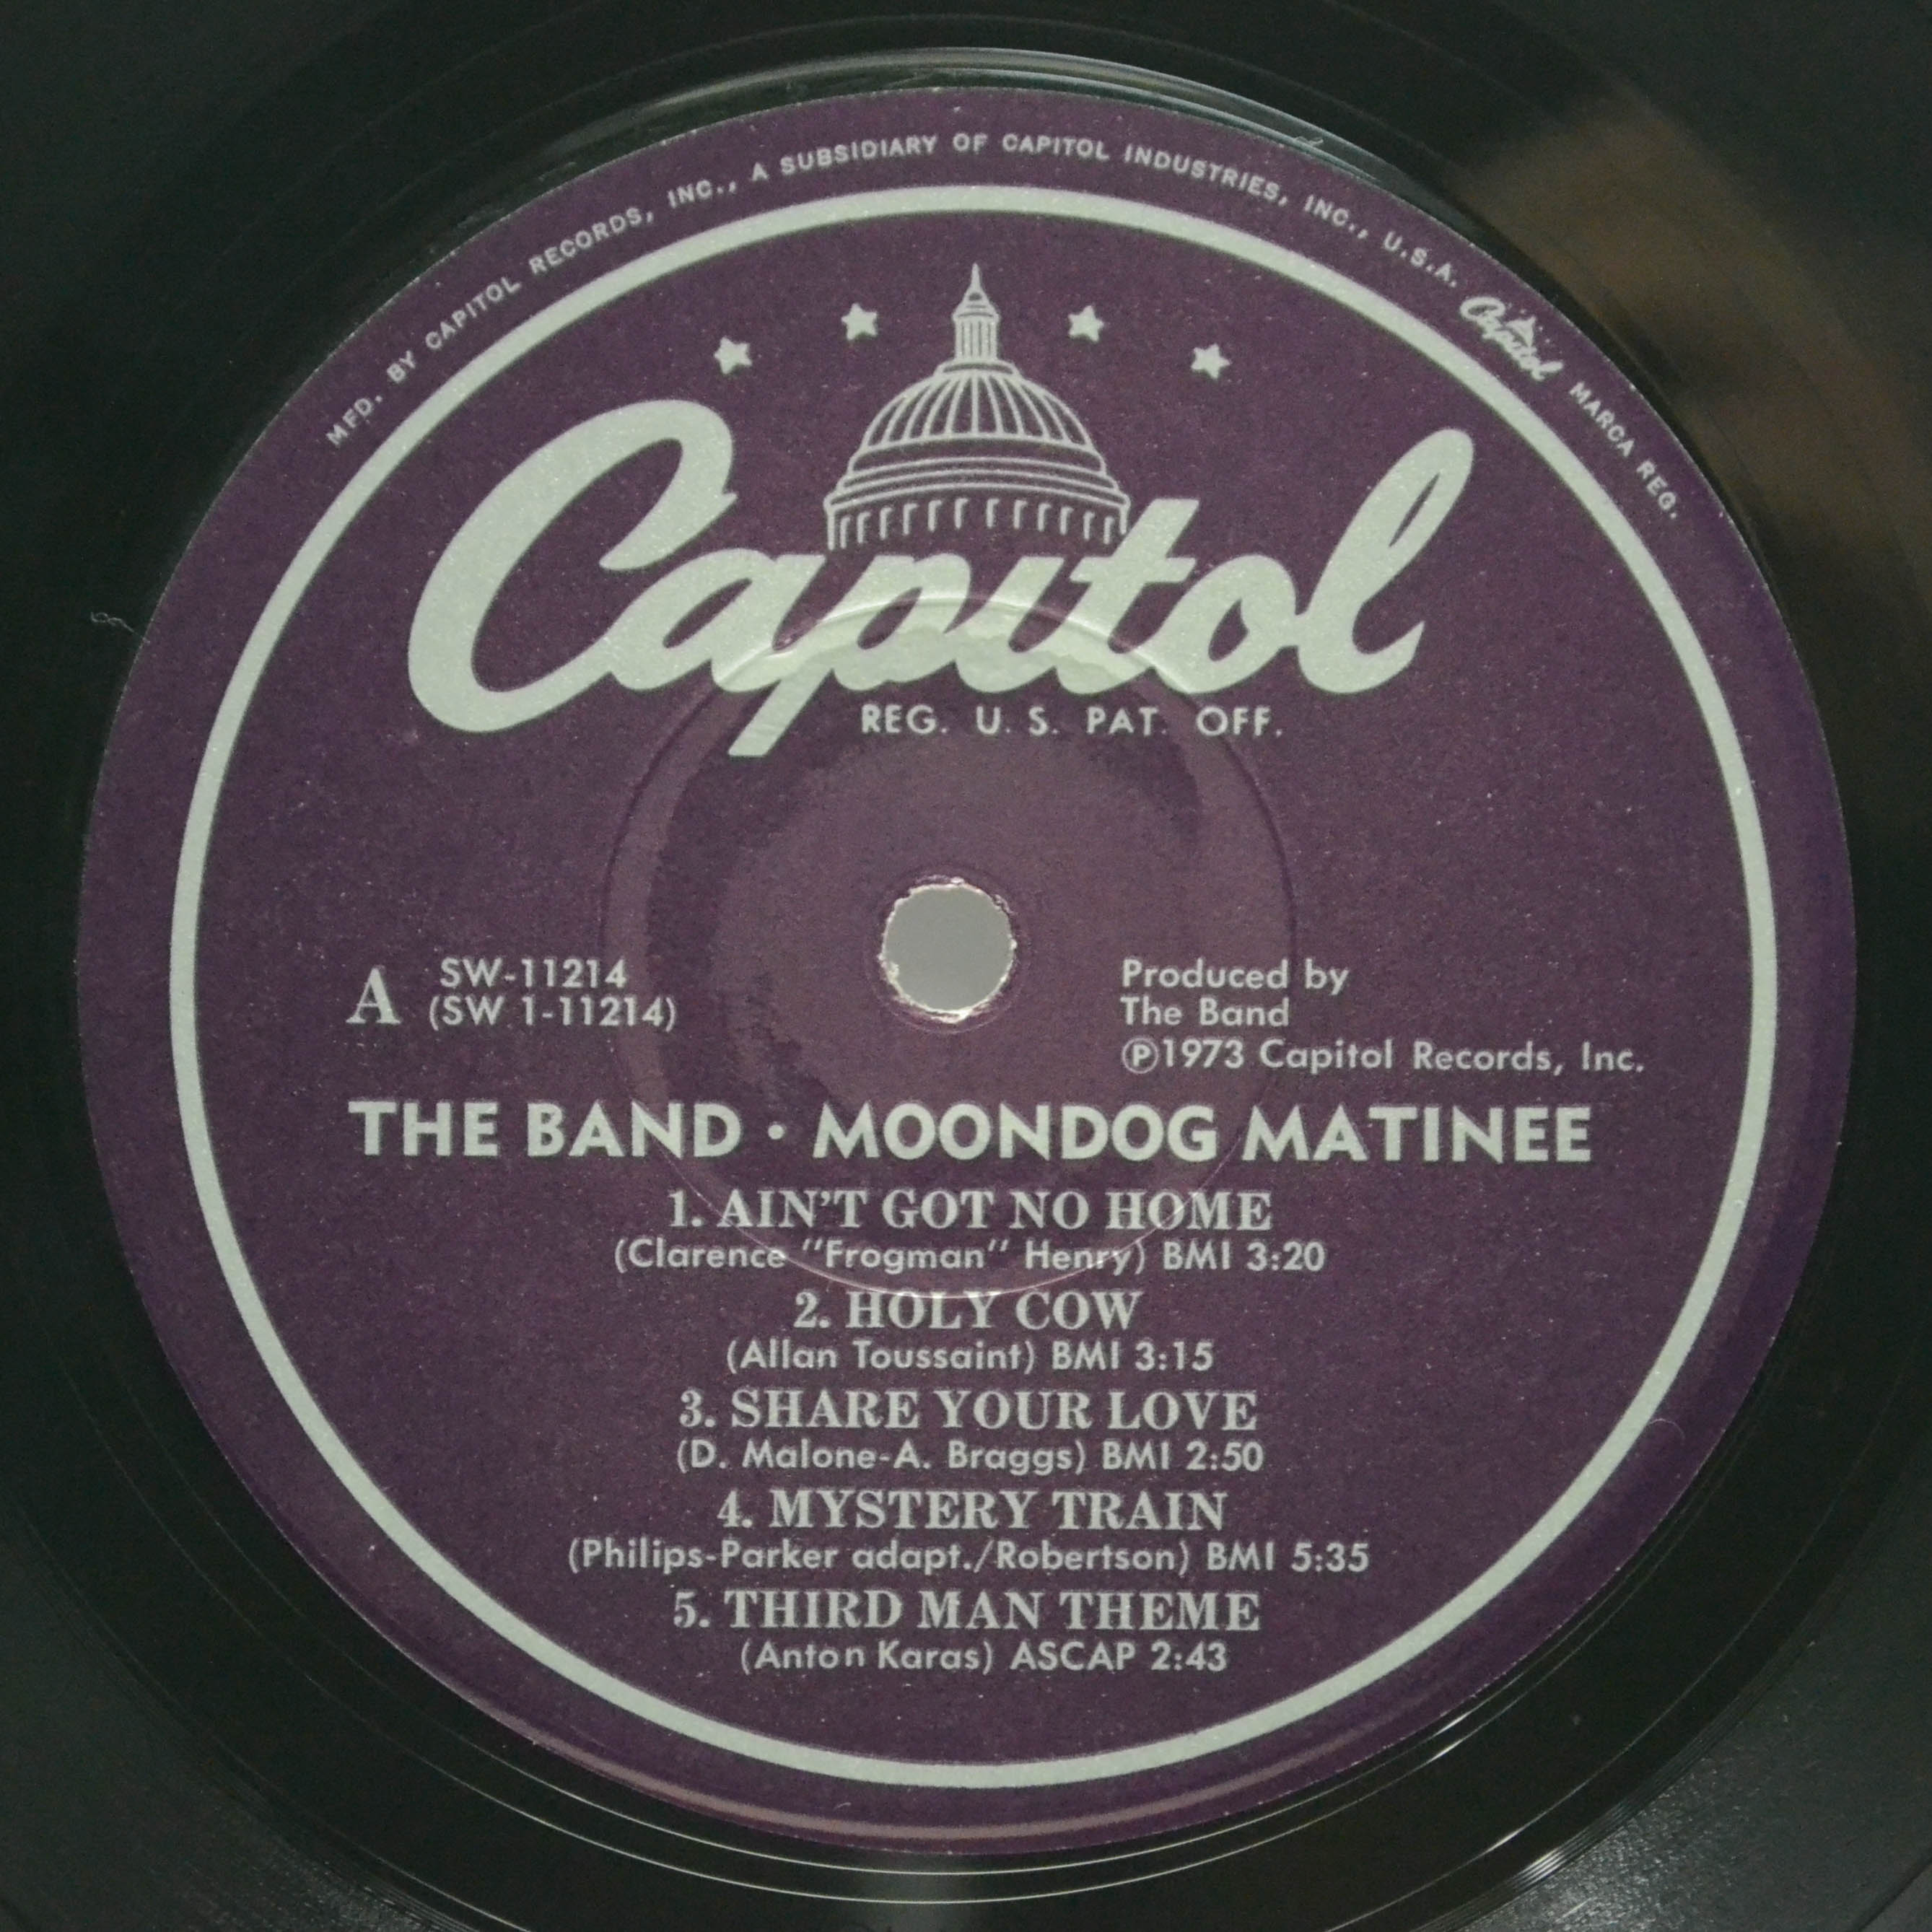 MFD. BY CAPITOL RECORDS, INC., A SUBSIDIARY OF CAPITOL INDUSTRIES, INC., U.S.A. Capitol MARCA REG.
Capitol
REG. U. S. PAT. OFF.
A
SW-11214
(SW 1-11214)
Produced by
The Band
Ⓟ1973 Capitol Records, Inc.
THE BAND • MOONDOG MATINEE
1. AIN'T GOT NO HOME
(Clarence "Frogman" Henry) BMI 3:20
2. HOLY COW
(Allan Toussaint) BMI 3:15
3. SHARE YOUR LOVE
(D. Malone-A. Braggs) BMI 2:50
4. MYSTERY TRAIN
(Philips-Parker adapt./Robertson) BMI 5:35
5. THIRD MAN THEME
(Anton Karas) ASCAP 2:43